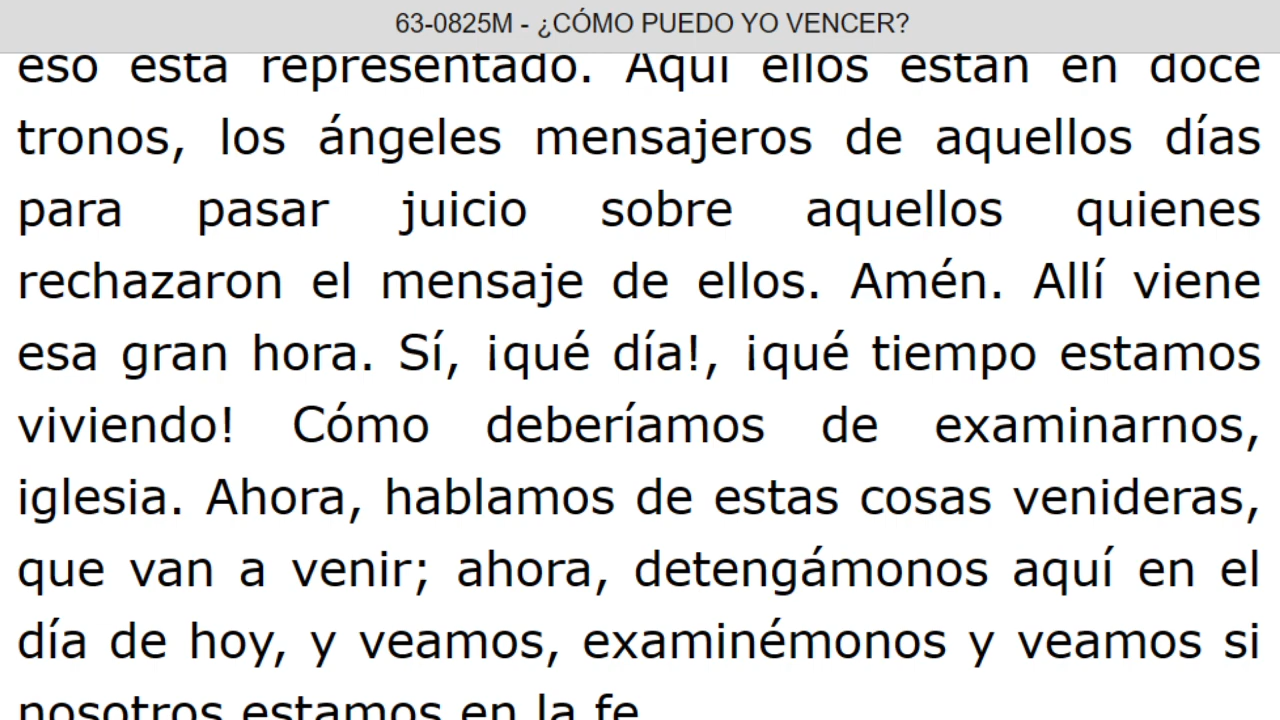 63-0825M - ¿CÓMO PUEDO YO VENCER?
eso está representado. Aquí ellos están en doce
tronos, los ángeles mensajeros de aquellos días
para pasar juicio sobre aquellos quienes
rechazaron el mensaje de ellos. Amén. Allí viene
esa gran hora. Sí, ¡qué día!, ¡qué tiempo estamos
viviendo! Cómo deberíamos de examinarnos,
iglesia. Ahora, hablamos de estas cosas venideras,
que van a venir; ahora, detengámonos aquí en el
día de hoy, y veamos, examinémonos y veamos si
nosotros estamos en la fe